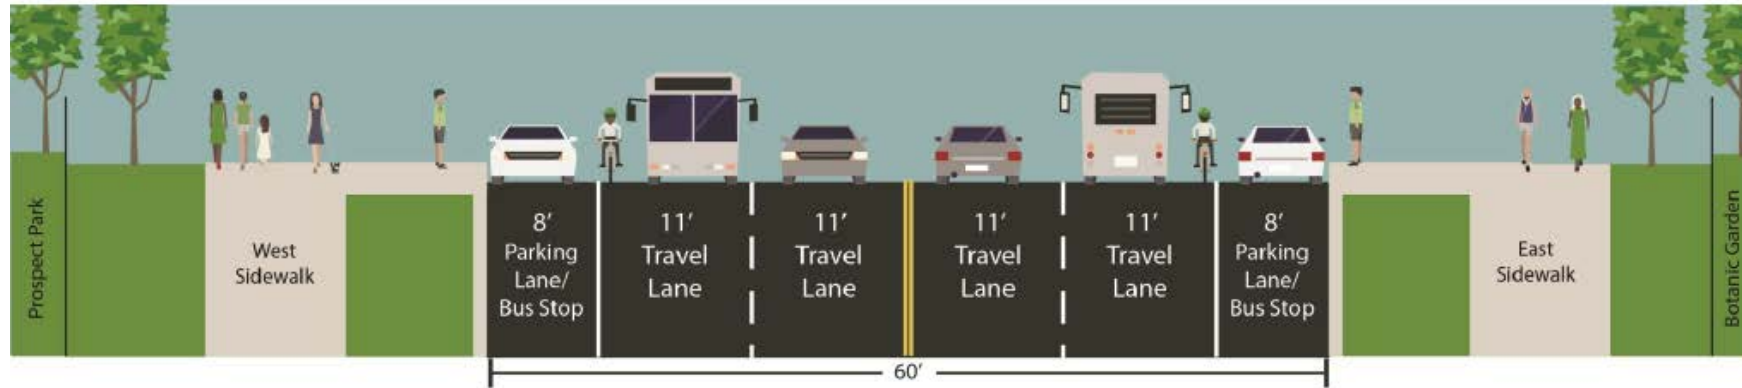 Prospect Park
West
Sidewalk
8'
Parking
Lane/
Bus Stop
11'
Travel
Lane
11'
Travel
Lane
11'
Travel
Lane
11'
Travel
Lane
8'
Parking
Lane/
Bus Stop
East
Sidewalk
Botanic Garden
60'